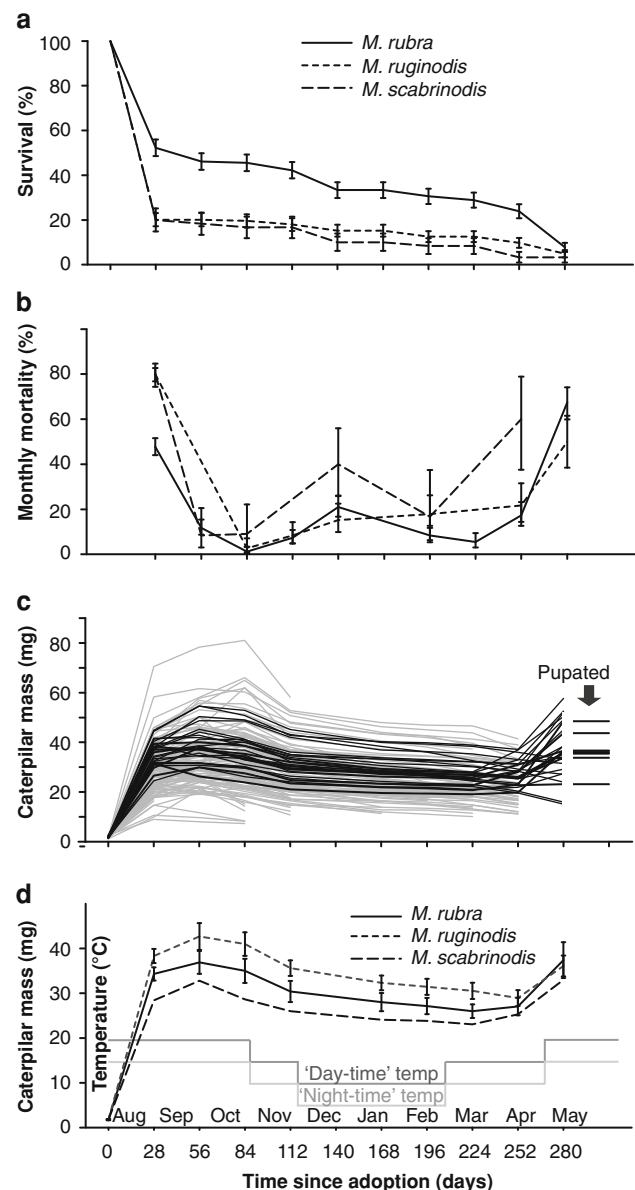 a
100
80
60
40
20
0
Survival (%)
M. rubra
M. ruginodis
M. scabrinodis
b
80
60
40
20
0
Monthly mortality (%)
c
80
60
40
20
0
Caterpilar mass (mg)
Pupated
d
40
30
20
10
0
Caterpilar mass (mg)
Temperature (°C)
M. rubra
M. ruginodis
M. scabrinodis
'Day-time' temp
'Night-time' temp
Aug Sep Oct Nov Dec Jan Feb Mar Apr May
0 28 56 84 112 140 168 196 224 252 280
Time since adoption (days)